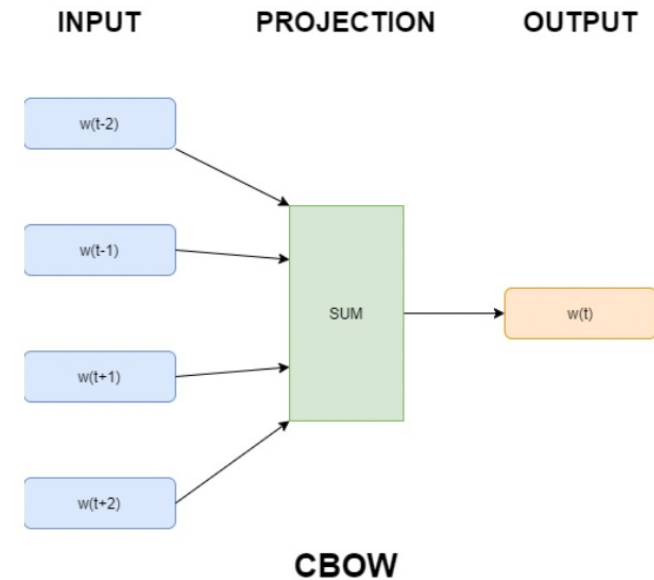 INPUT PROJECTION OUTPUT
w(t-2)
w(t-1)
SUM
w(t)
w(t+1)
w(t+2)
CBOW